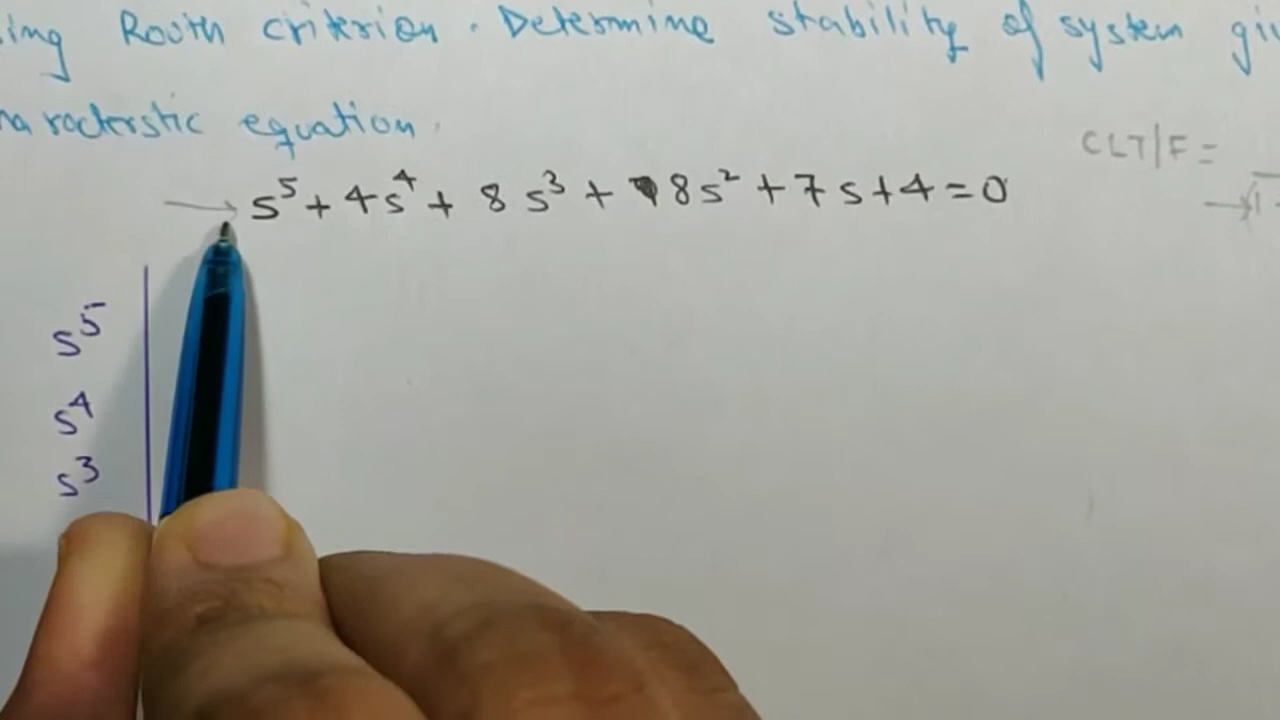 ing Routh criterion. Determine stability of system gi
haracterstic equation.
CLT/F =
→ s⁵ + 4s⁴ + 8s³ + 8s² + 7s + 4 = 0
s⁵
s⁴
s³